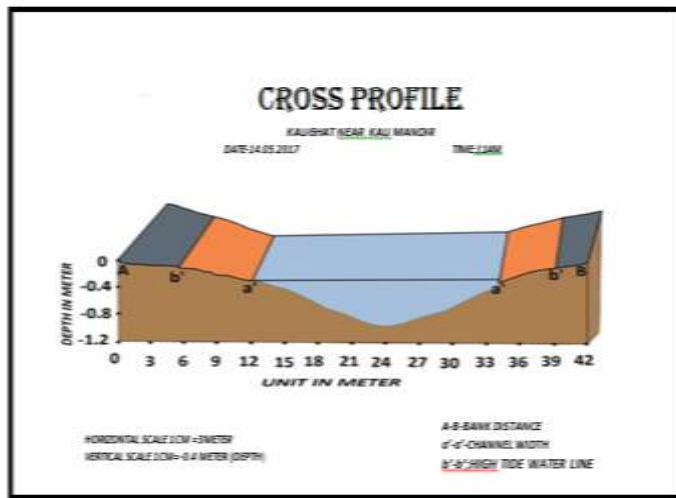 CROSS PROFILE
KALIGHAT NEAR KALI MANDIR
DATE-14.05.2017 TIME:11AM
DEPTH IN METER
0
-0.4
-0.8
-1.2
A b' a' a' b' B
0 3 6 9 12 15 18 21 24 27 30 33 36 39 42
UNIT IN METER
HORIZONTAL SCALE 1CM =3METER
VERTICAL SCALE 1CM=-0.4 METER (DEPTH)
A-B-BANK DISTANCE
a'-a'-CHANNEL WIDTH
b'-b':HIGH TIDE WATER LINE